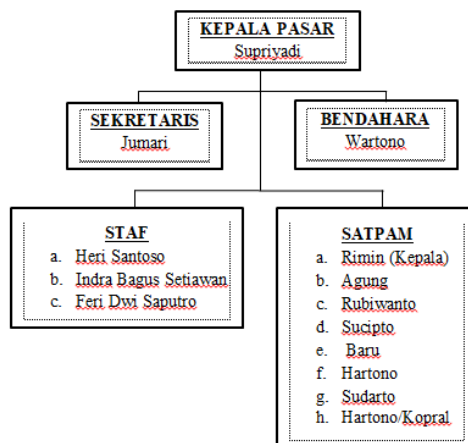 KEPALA PASAR
Supriyadi
SEKRETARIS
Jumari
BENDAHARA
Wartono
STAF
a. Heri Santoso
b. Indra Bagus Setiawan
c. Feri Dwi Saputro
SATPAM
a. Rimin (Kepala)
b. Agung
c. Rubiwanto
d. Sucipto
e. Baru
f. Hartono
g. Sudarto
h. Hartono/Kopral